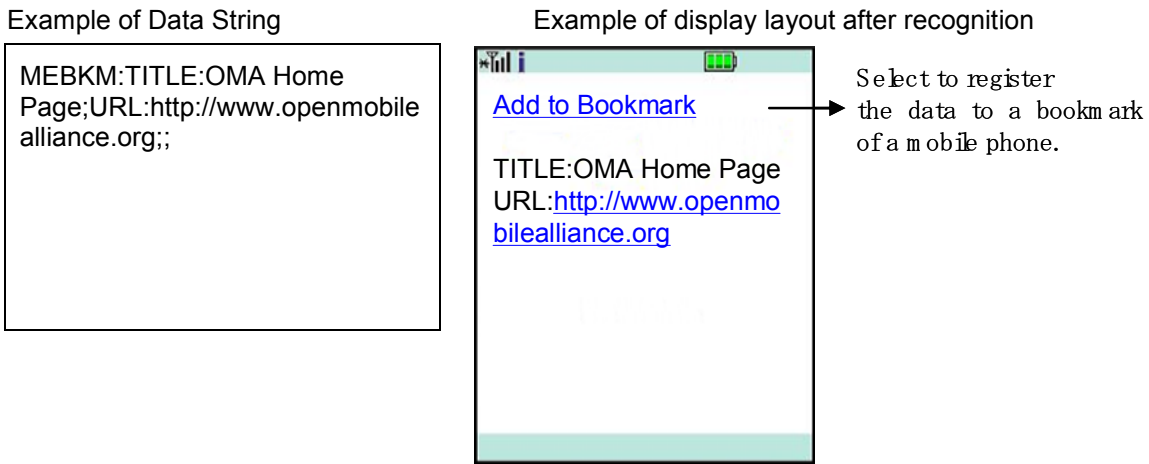 Example of Data String
MEBKM:TITLE:OMA Home
Page;URL:http://www.openmobile
alliance.org;;
Example of display layout after recognition
Add to Bookmark
TITLE:OMA Home Page
URL:http://www.openmo
bilealliance.org
Select to register
the data to a bookmark
of a mobile phone.